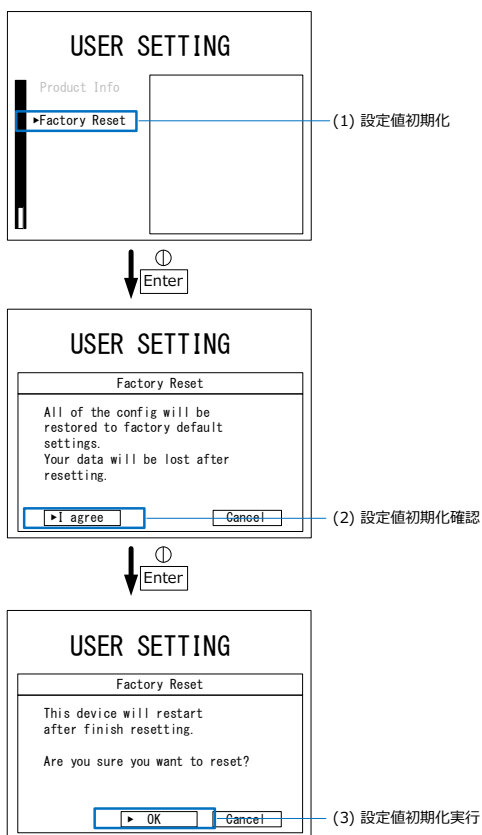 USER SETTING
Product Info
▶Factory Reset
(1) 設定値初期化
Enter
USER SETTING
Factory Reset
All of the config will be
restored to factory default
settings.
Your data will be lost after
resetting.
▶I agree
Cancel
(2) 設定値初期化確認
Enter
USER SETTING
Factory Reset
This device will restart
after finish resetting.
Are you sure you want to reset?
▶ OK
Cancel
(3) 設定値初期化実行